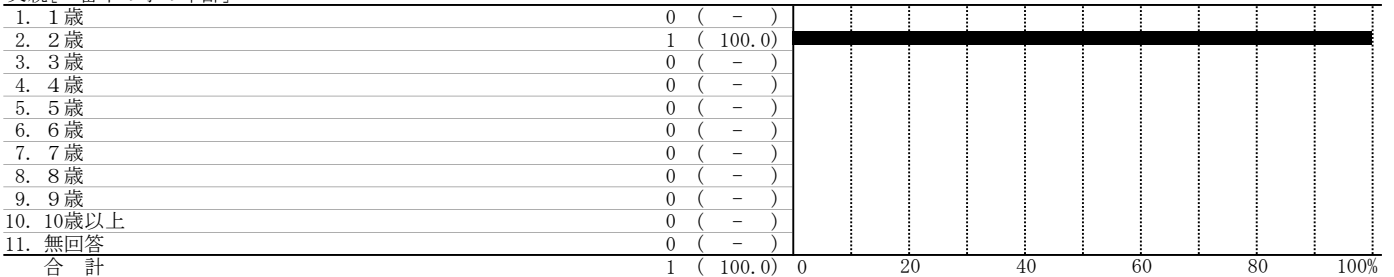 1. １歳 0 ( - )
2. ２歳 1 ( 100.0)
3. ３歳 0 ( - )
4. ４歳 0 ( - )
5. ５歳 0 ( - )
6. ６歳 0 ( - )
7. ７歳 0 ( - )
8. ８歳 0 ( - )
9. ９歳 0 ( - )
10. 10歳以上 0 ( - )
11. 無回答 0 ( - )
合 計 1 ( 100.0) 0 20 40 60 80 100%